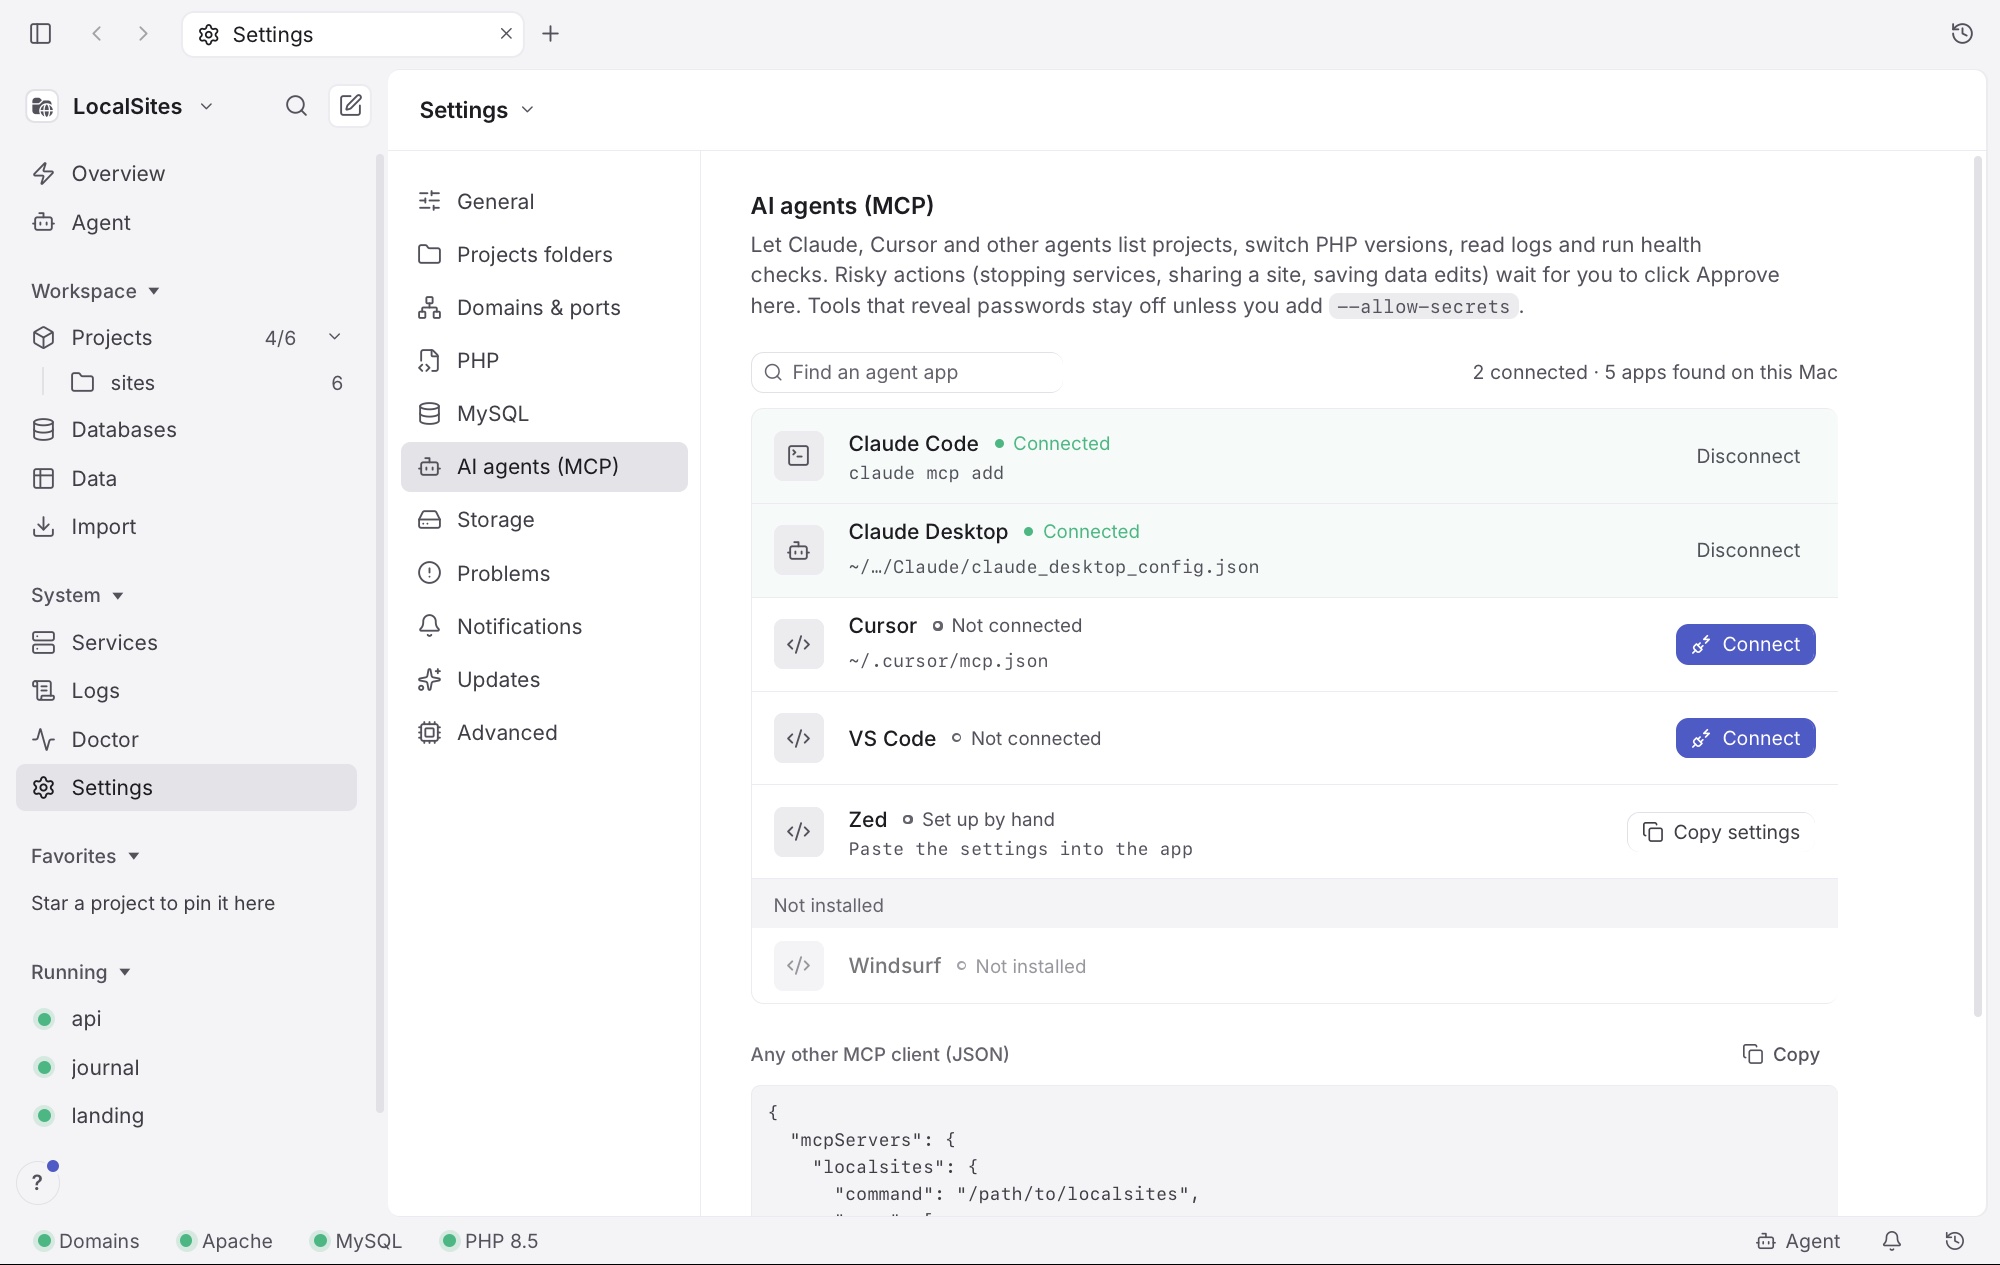 Settings
LocalSites
Overview
Agent
Workspace
Projects 4/6
sites 6
Databases
Data
Import
System
Services
Logs
Doctor
Settings
Favorites
Star a project to pin it here
Running
api
journal
landing
?
Settings
General
Projects folders
Domains & ports
PHP
MySQL
AI agents (MCP)
Storage
Problems
Notifications
Updates
Advanced
AI agents (MCP)
Let Claude, Cursor and other agents list projects, switch PHP versions, read logs and run health
checks. Risky actions (stopping services, sharing a site, saving data edits) wait for you to click Approve
here. Tools that reveal passwords stay off unless you add --allow-secrets.
Find an agent app
2 connected · 5 apps found on this Mac
Claude Code Connected
claude mcp add
Disconnect
Claude Desktop Connected
~/…/Claude/claude_desktop_config.json
Disconnect
Cursor Not connected
~/.cursor/mcp.json
Connect
VS Code Not connected
Connect
Zed Set up by hand
Paste the settings into the app
Copy settings
Not installed
Windsurf Not installed
Any other MCP client (JSON)
Copy
{
"mcpServers": {
"localsites": {
"command": "/path/to/localsites",
Domains Apache MySQL PHP 8.5
Agent